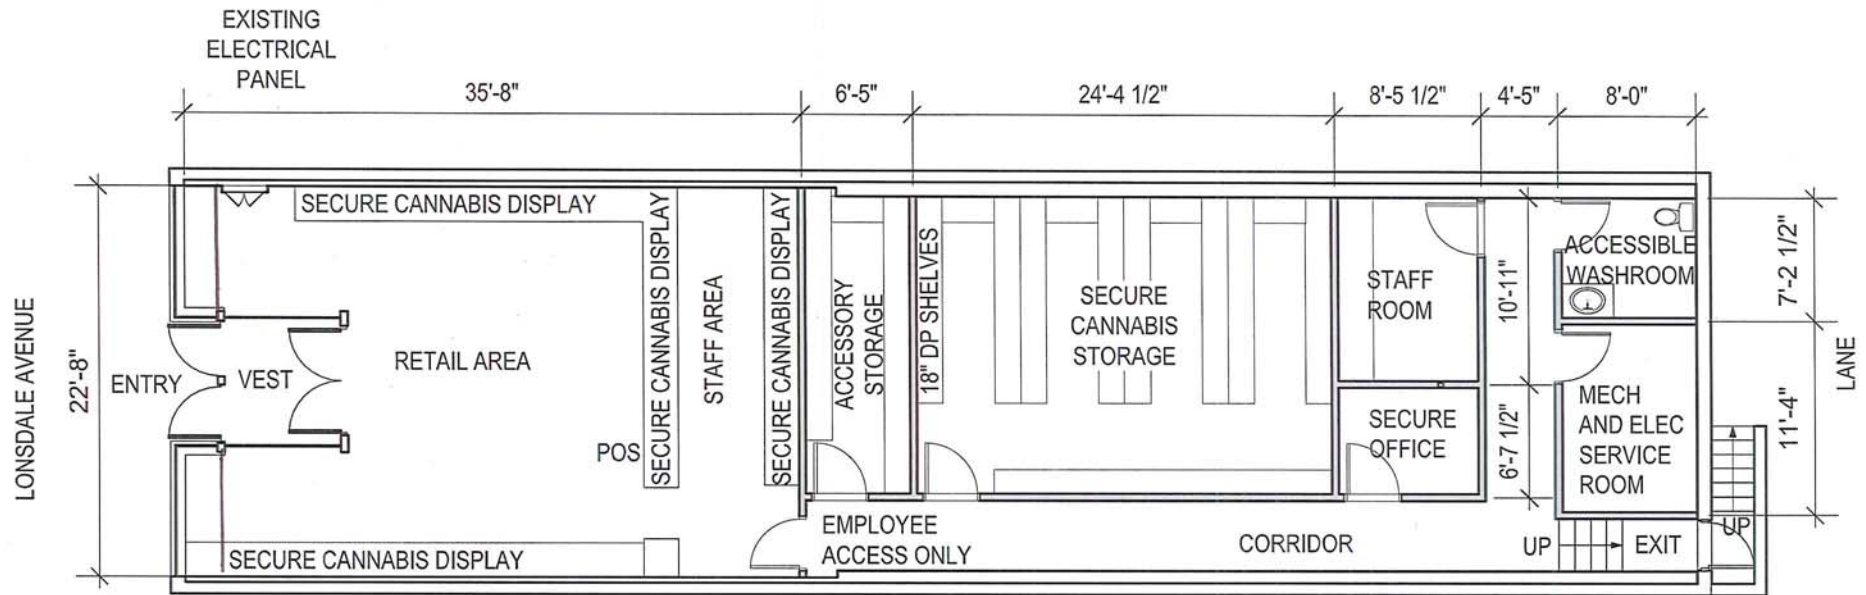 EXISTING
ELECTRICAL
PANEL
35'-8"
6'-5"
24'-4 1/2"
8'-5 1/2"
4'-5"
8'-0"
SECURE CANNABIS DISPLAY
SECURE CANNABIS DISPLAY
STAFF AREA
SECURE CANNABIS DISPLAY
ACCESSORY
STORAGE
18" DP SHELVES
SECURE
CANNABIS
STORAGE
STAFF
ROOM
10'-11"
ACCESSIBLE
WASHROOM
7'-2 1/2"
LONSDALE AVENUE
22'-8"
ENTRY
VEST
RETAIL AREA
POS
SECURE
OFFICE
6'-7 1/2"
MECH
AND ELEC
SERVICE
ROOM
11'-4"
LANE
SECURE CANNABIS DISPLAY
EMPLOYEE
ACCESS ONLY
CORRIDOR
UP
EXIT
UP